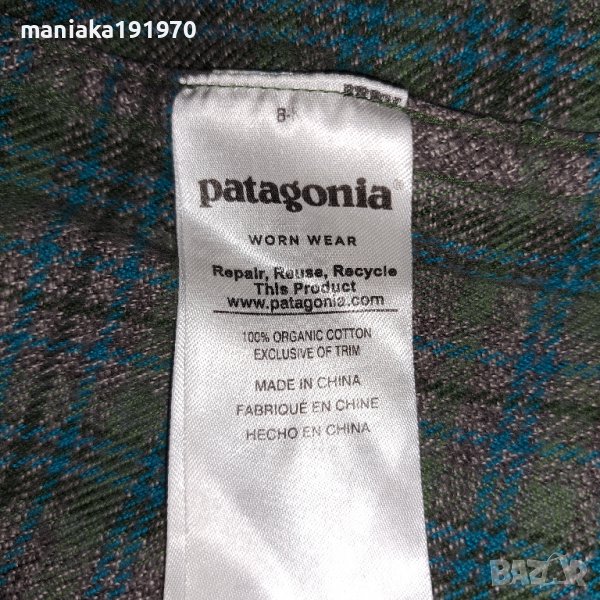 maniaka191970
patagonia®
WORN WEAR
Repair, Reuse, Recycle
This Product
www.patagonia.com
100% ORGANIC COTTON
EXCLUSIVE OF TRIM
MADE IN CHINA
FABRIQUÉ EN CHINE
HECHO EN CHINA
BAZAR